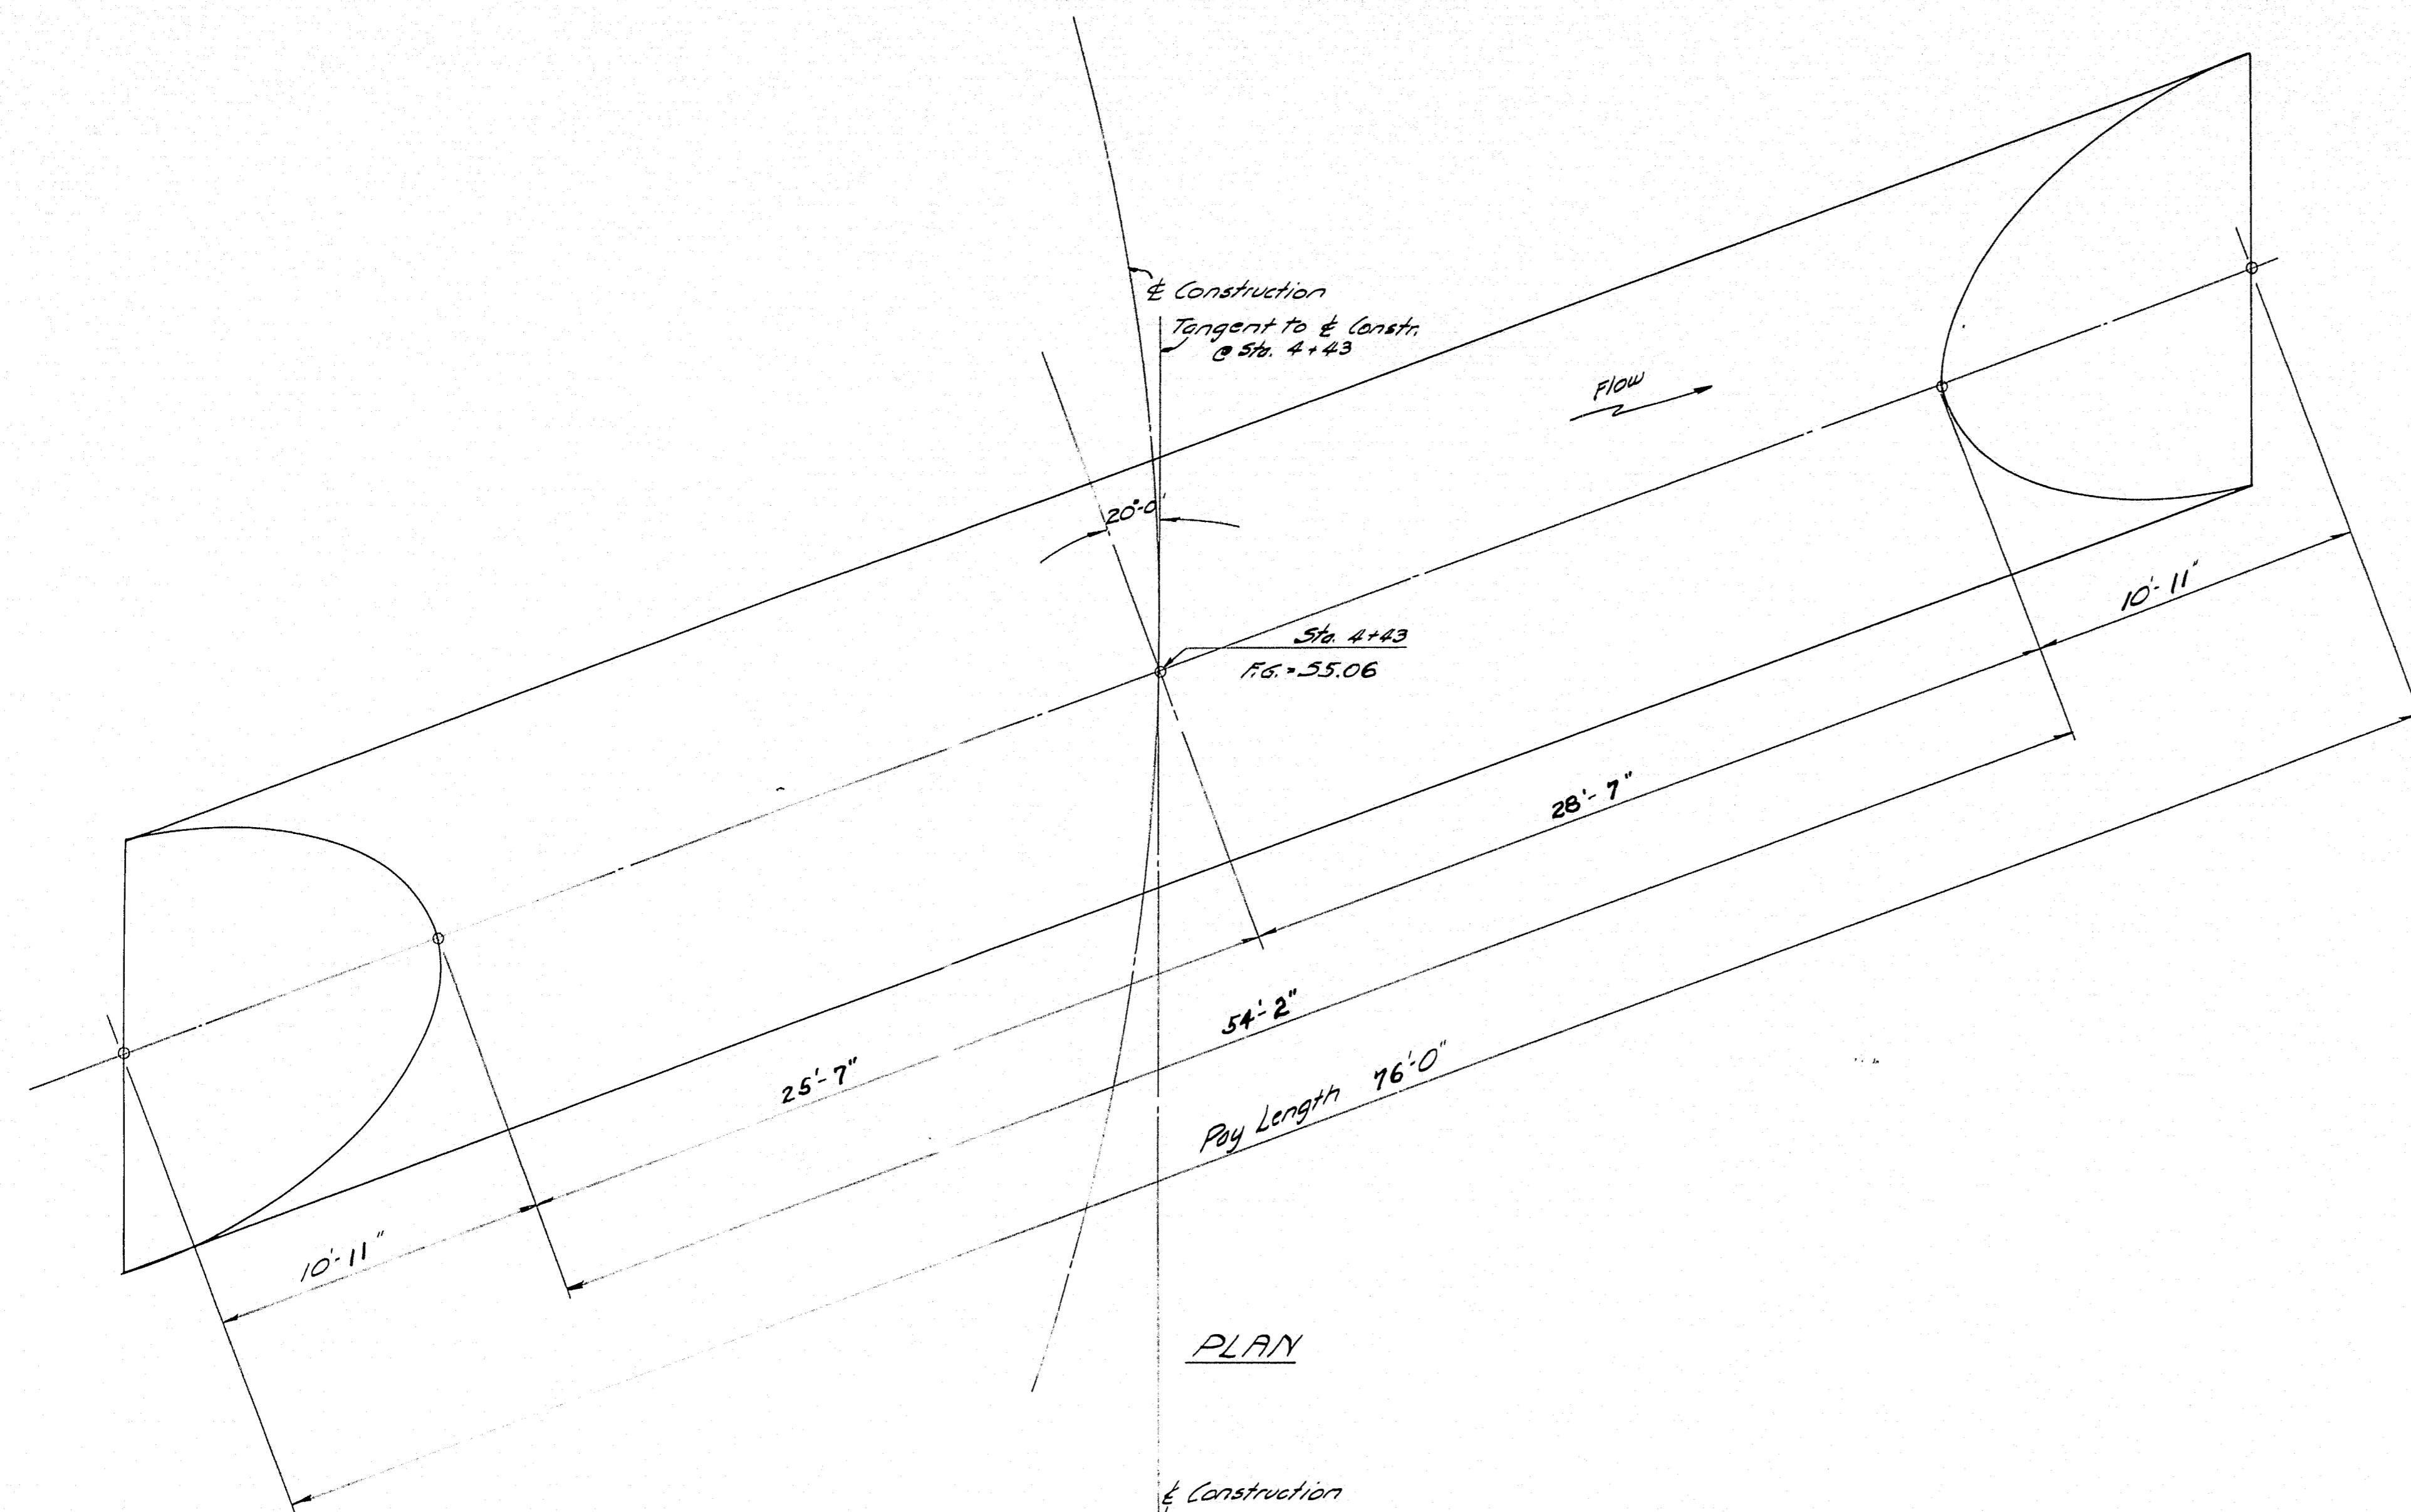 ℄ Construction
Tangent to ℄ Constr.
@ Sta. 4+43
Flow
20°-0'
Sta. 4+43
F.G. = 55.06
10'-11"
28'-7"
54'-2"
25'-7"
Pay Length 76'-0"
10'-11"
PLAN
℄ Construction